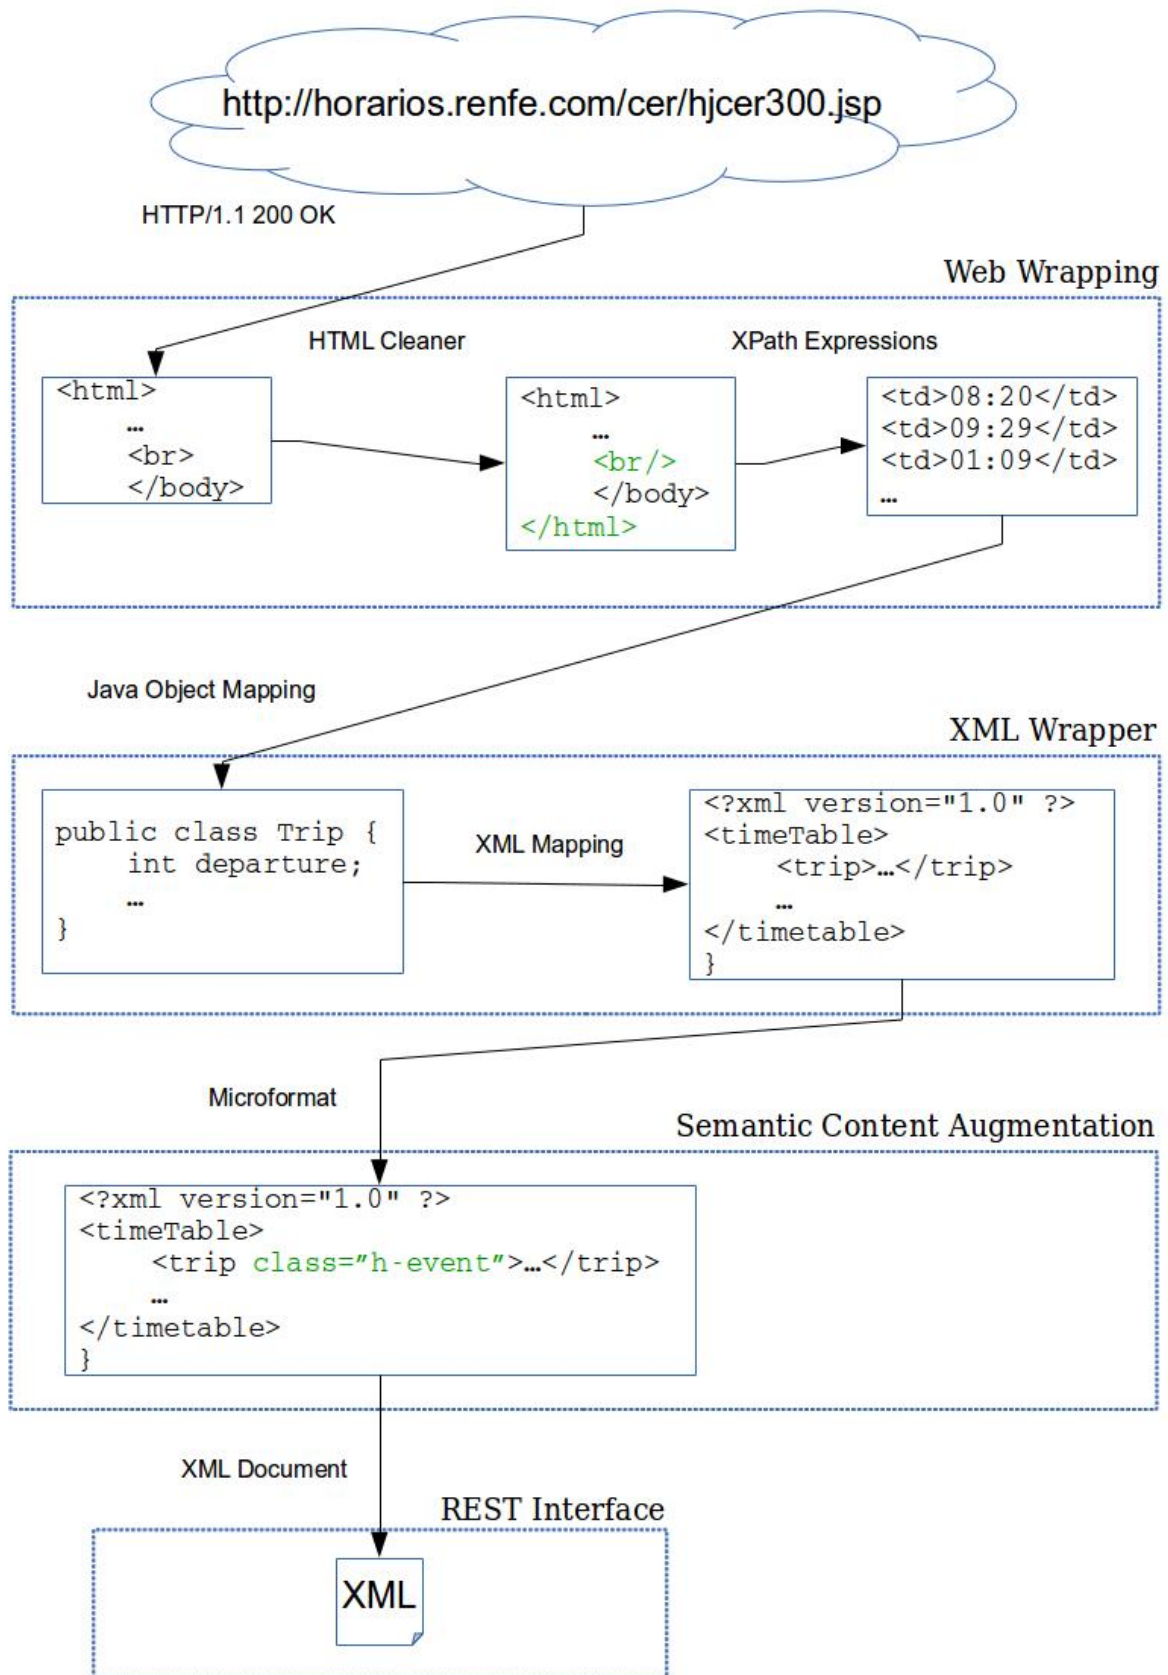 http://horarios.renfe.com/cer/hjcer300.jsp
HTTP/1.1 200 OK
Web Wrapping
HTML Cleaner
XPath Expressions
<html>
…
<br>
</body>
<html>
…
<br/>
</body>
</html>
<td>08:20</td>
<td>09:29</td>
<td>01:09</td>
…
Java Object Mapping
XML Wrapper
public class Trip {
int departure;
…
}
XML Mapping
<?xml version="1.0" ?>
<timeTable>
<trip>…</trip>
…
</timetable>
}
Microformat
Semantic Content Augmentation
<?xml version="1.0" ?>
<timeTable>
<trip class="h-event">…</trip>
…
</timetable>
}
XML Document
REST Interface
XML